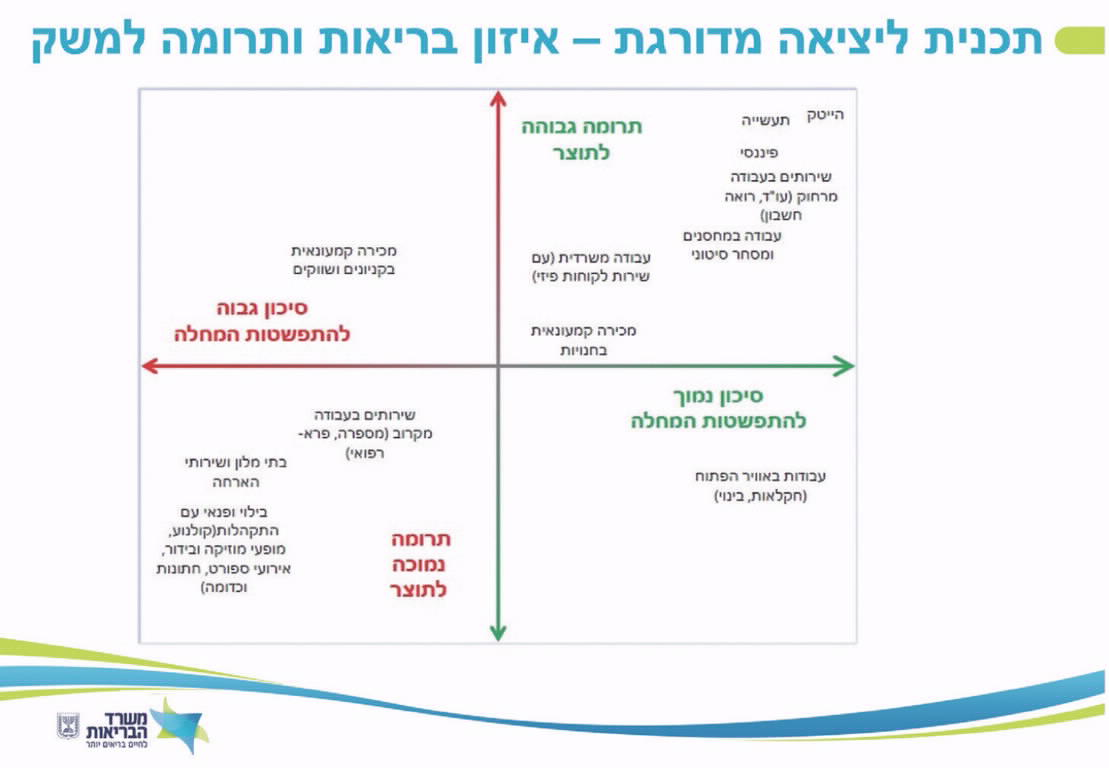 תכנית ליציאה מדורגת – איזון בריאות ותרומה למשק
תרומה גבוהה
לתוצר
הייטק
תעשייה
פיננסי
שירותים בעבודה
מרחוק (עו"ד, רואה
חשבון)
עבודה במחסנים
ומסחר סיטוני
עבודה משרדית (עם
שירות לקוחות פיזי)
מכירה קמעונאית
בחנויות
מכירה קמעונאית
בקניונים ושווקים
סיכון גבוה
להתפשטות המחלה
סיכון נמוך
להתפשטות המחלה
עבודות באוויר הפתוח
(חקלאות, בינוי)
שירותים בעבודה
מקרוב (מספרה, פרא-
רפואי)
בתי מלון ושירותי
הארחה
בילוי ופנאי עם
התקהלות(קולנוע,
מופעי מוזיקה ובידור,
אירועי ספורט, חתונות
וכדומה)
תרומה
נמוכה
לתוצר
משרד
הבריאות
לחיים בריאים יותר